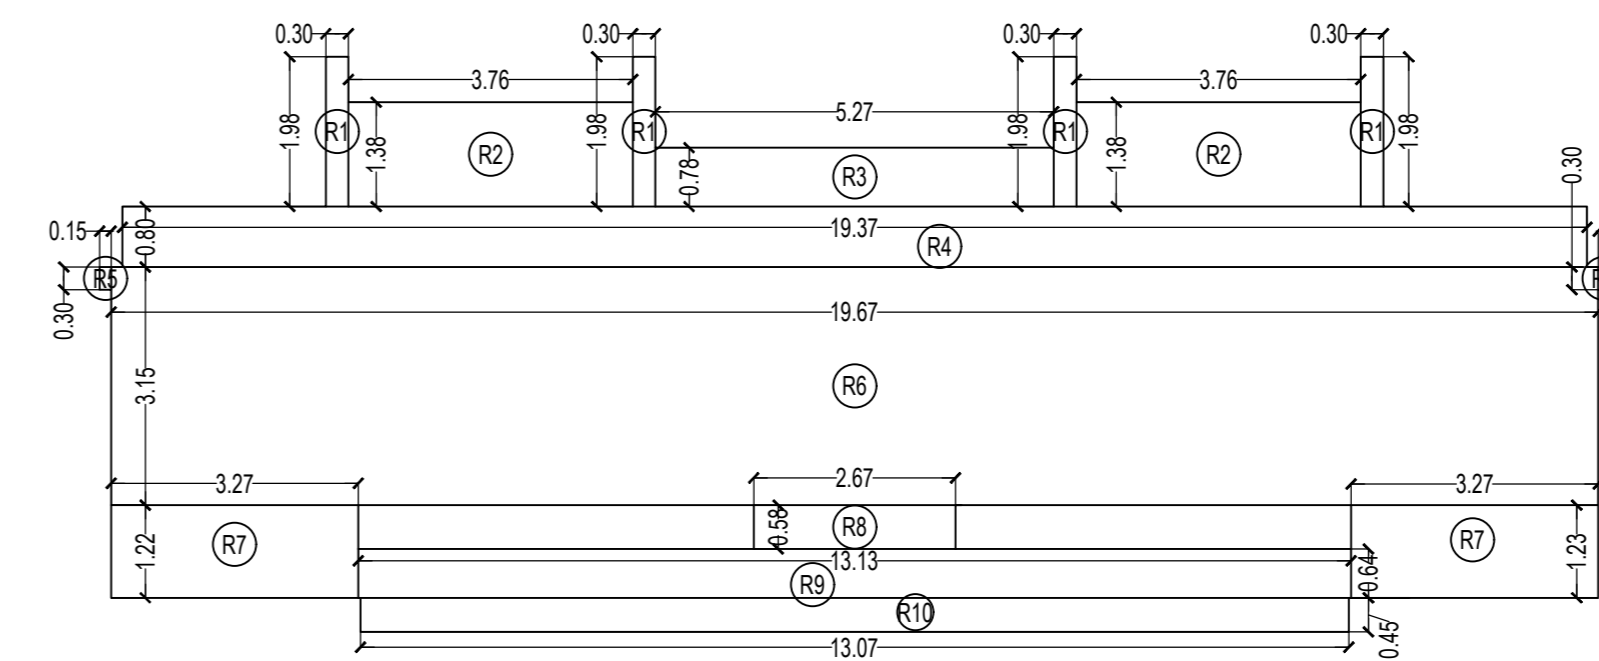 0.30 0.30 0.30 0.30
3.76 3.76
5.27
1.98 R1 1.38 R2 1.98 R1 R3 0.78 1.98 R1 1.38 R2 R1 1.98
0.30
0.15 0.80 19.37 R4
R5
0.30 19.67
3.15 R6
3.27 2.67 3.27
1.22 R7 0.58 R8 R7 1.23
13.13 0.64
R9
R10
13.07 0.45